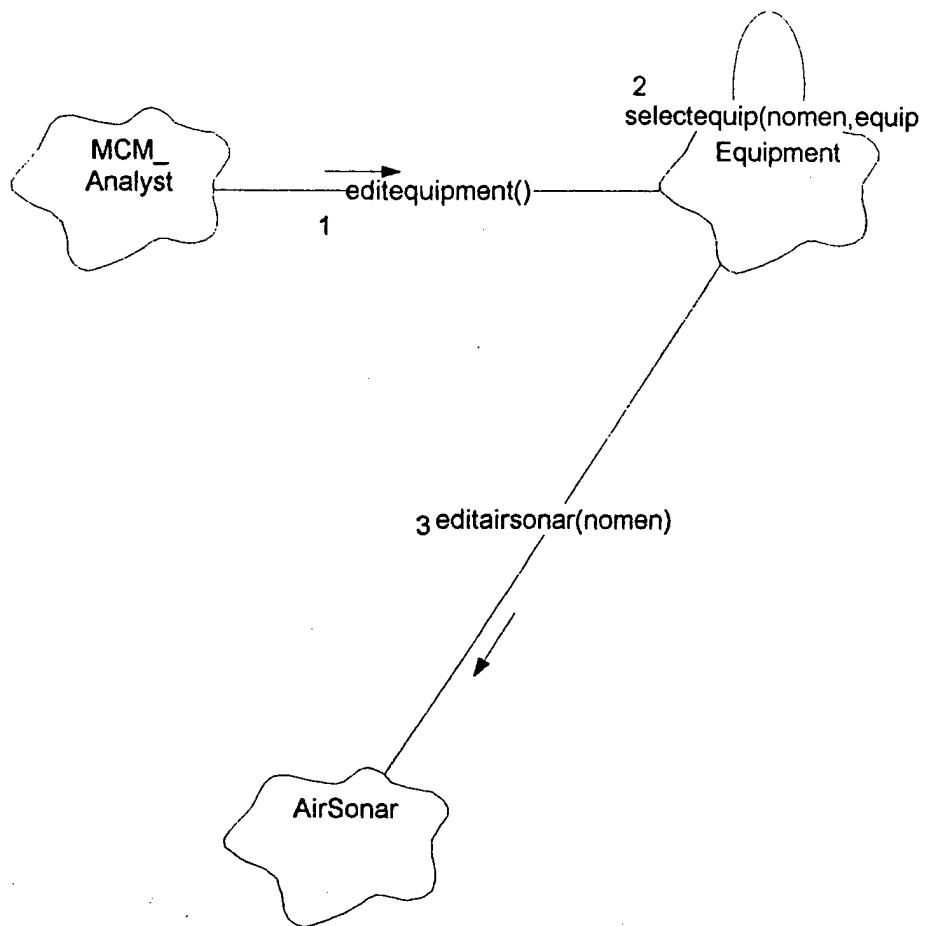 2
selectequip(nomen,equip
Equipment
MCM_
Analyst
editequipment()
1
3 editairsonar(nomen)
AirSonar